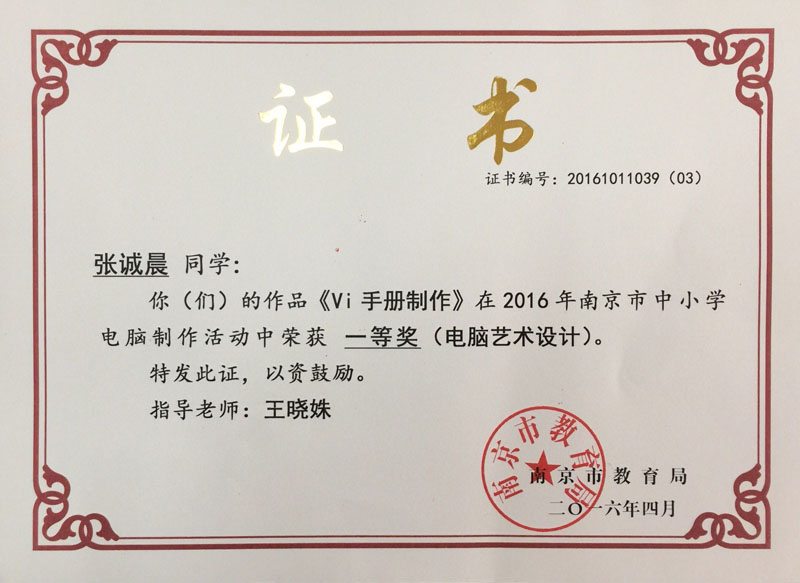 证书
证书编号：20161011039（03）
张诚晨 同学：
你（们）的作品《Vi手册制作》在2016年南京市中小学
电脑制作活动中荣获 一等奖（电脑艺术设计）。
特发此证，以资鼓励。
指导老师：王晓姝
南京市教育局
南京市教育局
二〇一六年四月